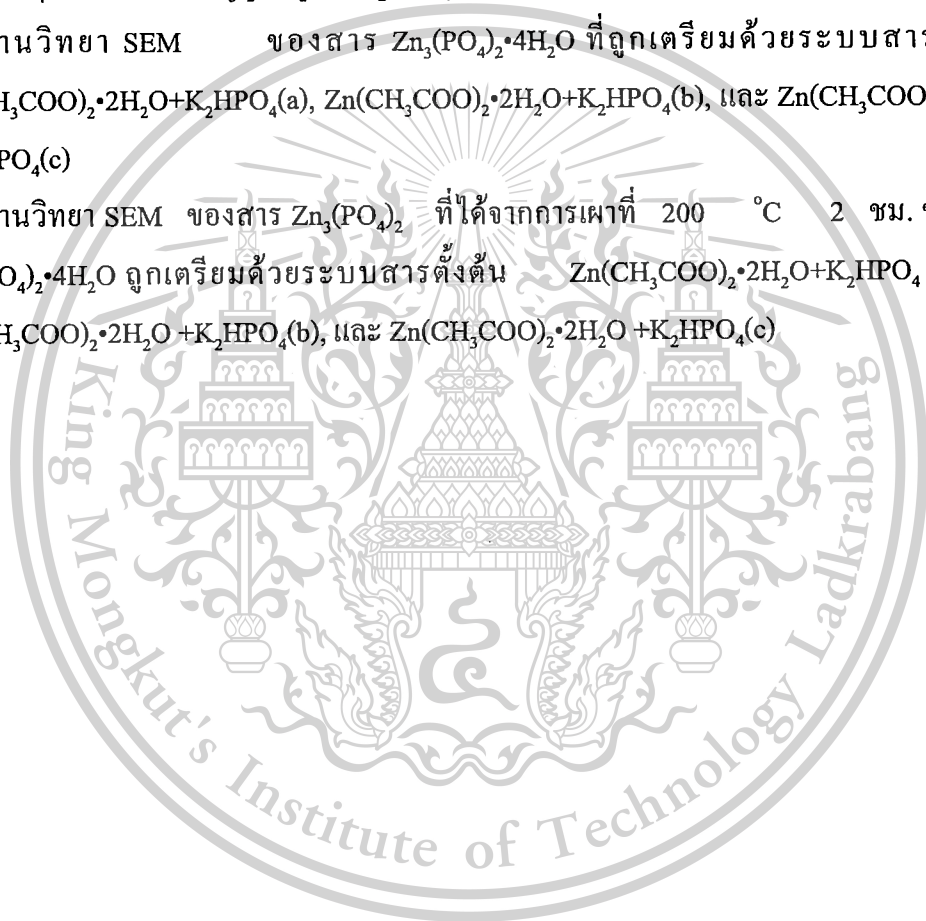 านวิทยา SEM ของสาร Zn₃(PO₄)₂•4H₂O ที่ถูกเตรียมด้วยระบบสาร
H₃COO)₂•2H₂O+K₂HPO₄(a), Zn(CH₃COO)₂•2H₂O+K₂HPO₄(b), และ Zn(CH₃COO
PO₄(c)
านวิทยา SEM ของสาร Zn₃(PO₄)₂ ที่ได้จากการเผาที่ 200 °C 2 ชม.
O₄)₂•4H₂O ถูกเตรียมด้วยระบบสารตั้งต้น Zn(CH₃COO)₂•2H₂O+K₂HPO₄
H₃COO)₂•2H₂O +K₂HPO₄(b), และ Zn(CH₃COO)₂•2H₂O +K₂HPO₄(c)
King Mongkut's Institute of Technology Ladkrabang